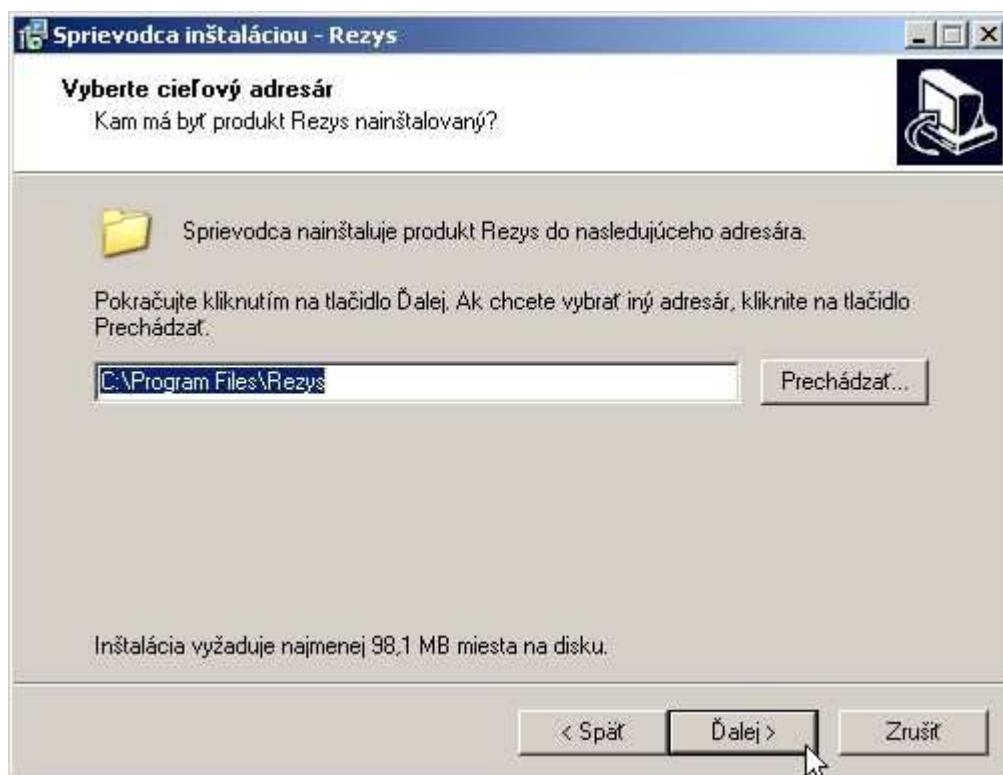 Sprievodca inštaláciou - Rezys
Vyberte cieľový adresár
Kam má byť produkt Rezys nainštalovaný?
Sprievodca nainštaluje produkt Rezys do nasledujúceho adresára.
Pokračujte kliknutím na tlačidlo Ďalej. Ak chcete vybrať iný adresár, kliknite na tlačidlo
Prechádzať.
C:\Program Files\Rezys
Prechádzať...
Inštalácia vyžaduje najmenej 98,1 MB miesta na disku.
< Späť
Ďalej >
Zrušiť